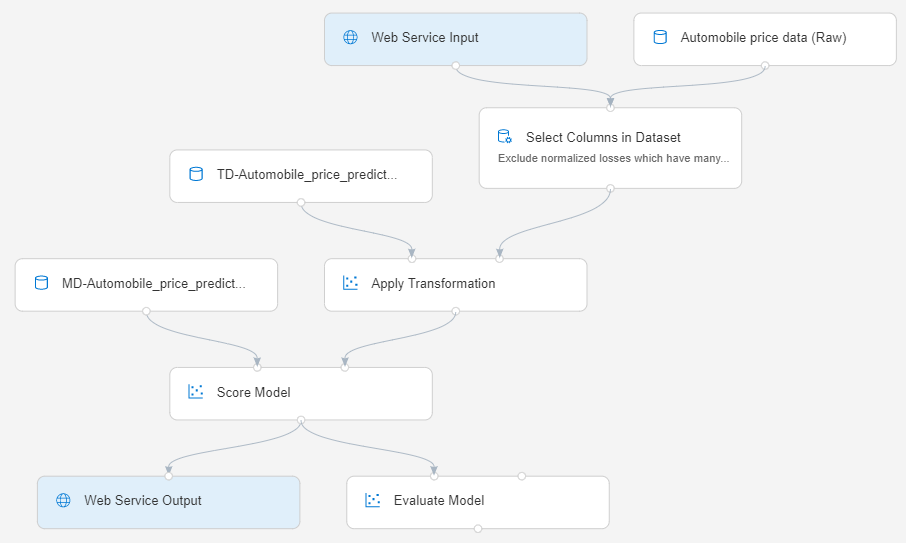 Web Service Input
Automobile price data (Raw)
Select Columns in Dataset
Exclude normalized losses which have many...
TD-Automobile_price_predict...
MD-Automobile_price_predict...
Apply Transformation
Score Model
Web Service Output
Evaluate Model